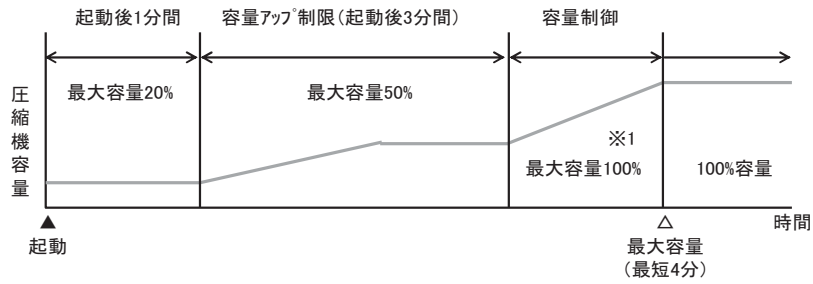 起動後1分間
容量アップ制限(起動後3分間)
容量制御
圧縮機容量
最大容量20%
最大容量50%
※1
最大容量100%
100%容量
▲
起動
△
最大容量
(最短4分)
時間